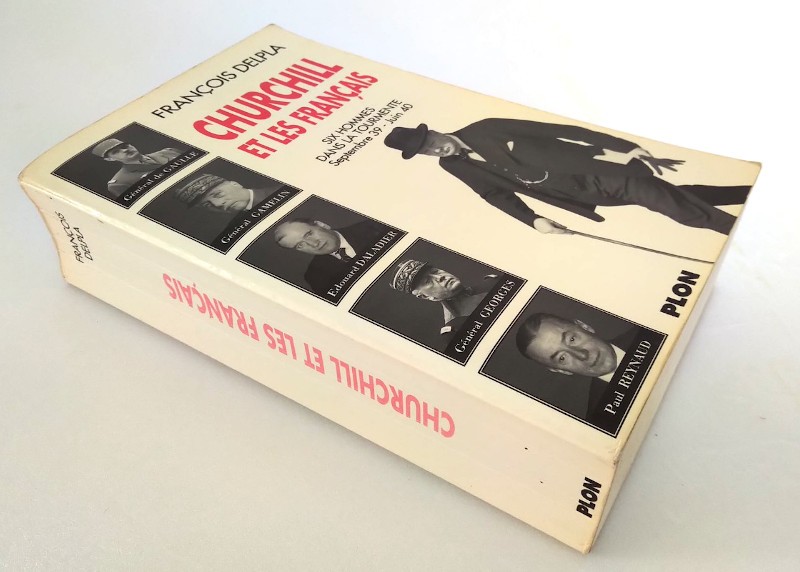 FRANÇOIS DELPLA
CHURCHILL
ET LES FRANÇAIS
SIX HOMMES
DANS LA TOURMENTE
Septembre 39 - Juin 40
Général de GAULLE
Général GAMELIN
Edouard DALADIER
Général GEORGES
Paul REYNAUD
PLON
FRANÇOIS
DELPLA
CHURCHILL ET LES FRANÇAIS
PLON